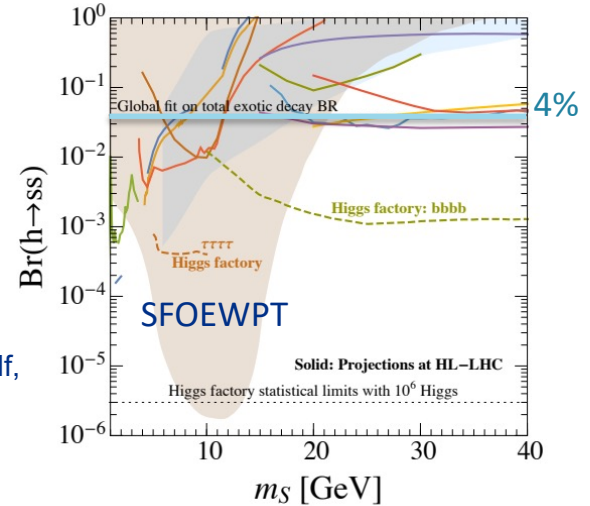 10⁰
10⁻¹
Global fit on total exotic decay BR
4%
10⁻²
Higgs factory: bbbb
10⁻³
ττττ
Higgs factory
10⁻⁴
SFOEWPT
lf,
10⁻⁵
Solid: Projections at HL-LHC
Higgs factory statistical limits with 10⁶ Higgs
10⁻⁶
Br(h→ss)
10 20 30 40
mₛ [GeV]